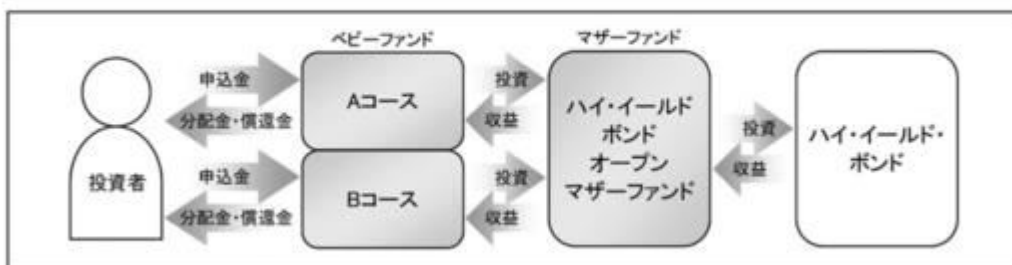 ベビーファンド
マザーファンド
申込金
分配金・償還金
Aコース
投資
収益
申込金
分配金・償還金
Bコース
投資
収益
投資者
ハイ・イールド
ボンド
オープン
マザーファンド
投資
収益
ハイ・イールド・
ボンド